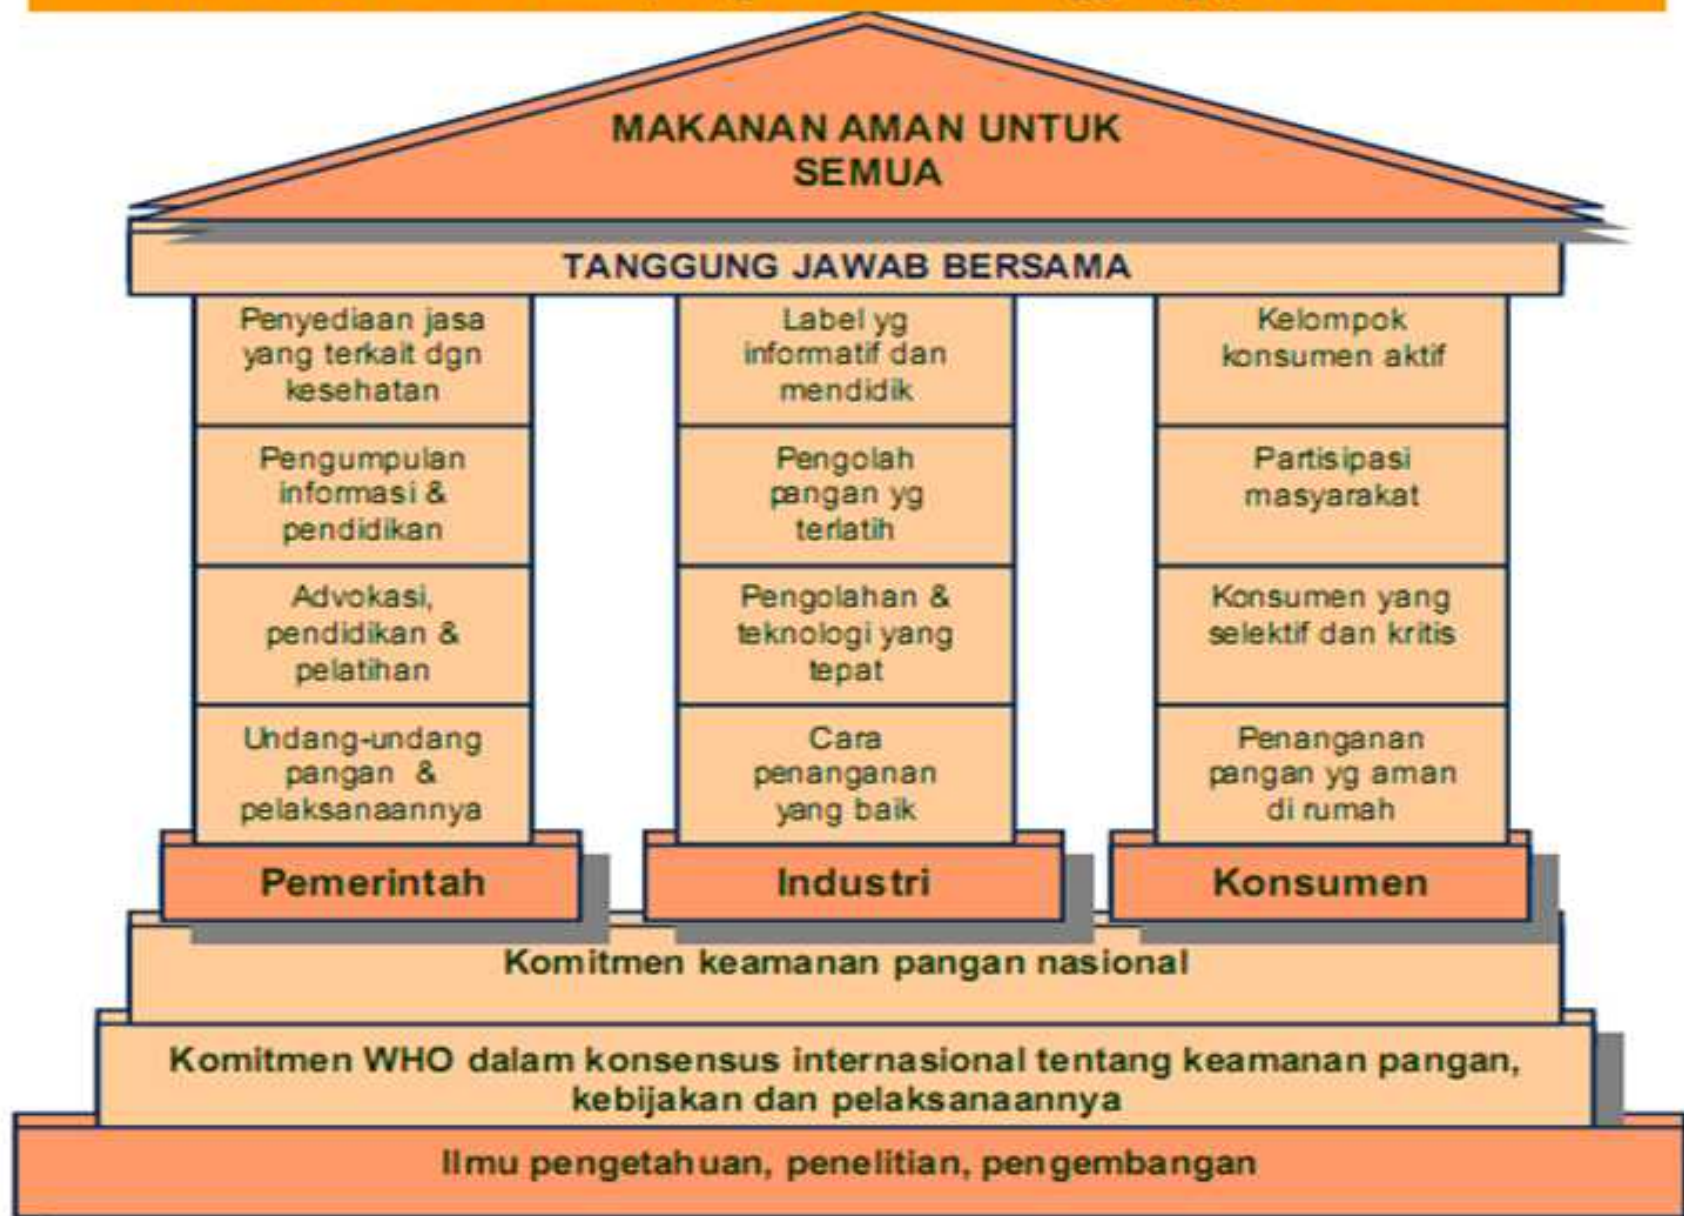 MAKANAN AMAN UNTUK
SEMUA
TANGGUNG JAWAB BERSAMA
Penyediaan jasa
yang terkait dgn
kesehatan
Pengumpulan
informasi &
pendidikan
Advokasi,
pendidikan &
pelatihan
Undang-undang
pangan &
pelaksanaannya
Pemerintah
Label yg
informatif dan
mendidik
Pengolah
pangan yg
terlatih
Pengolahan &
teknologi yang
tepat
Cara
penanganan
yang baik
Industri
Kelompok
konsumen aktif
Partisipasi
masyarakat
Konsumen yang
selektif dan kritis
Penanganan
pangan yg aman
di rumah
Konsumen
Komitmen keamanan pangan nasional
Komitmen WHO dalam konsensus internasional tentang keamanan pangan,
kebijakan dan pelaksanaannya
Ilmu pengetahuan, penelitian, pengembangan